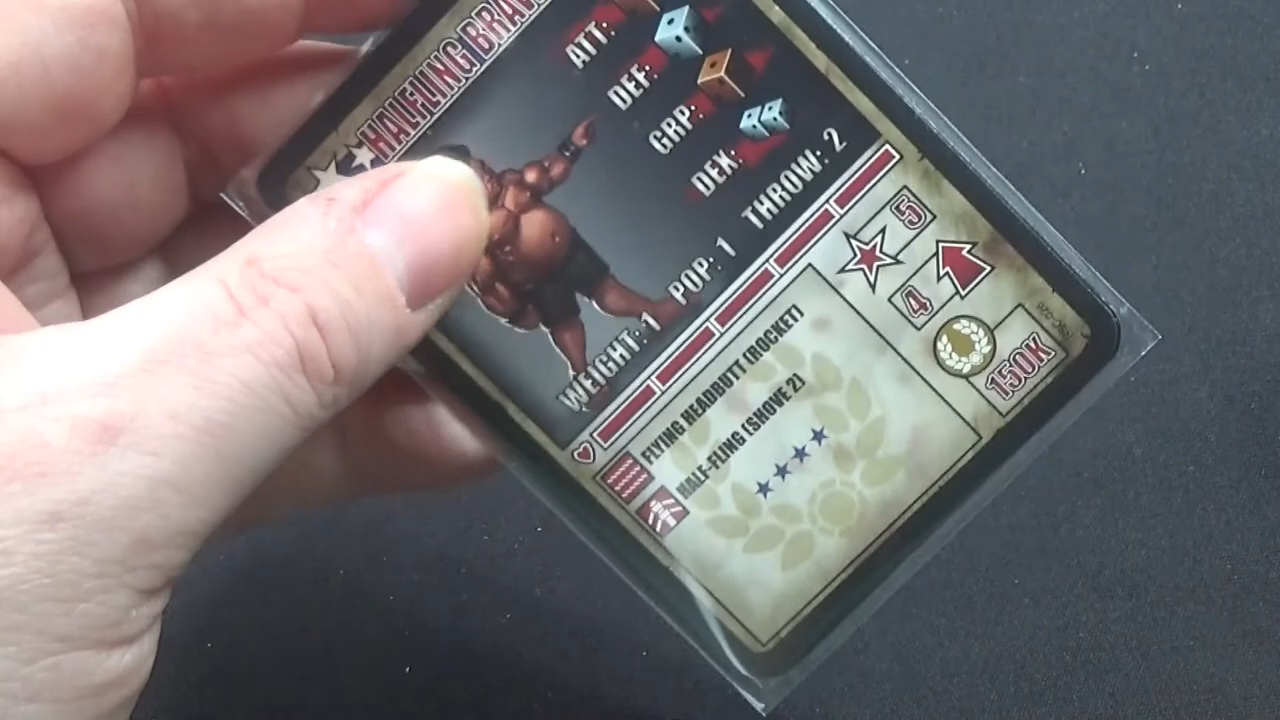 HALFLING
ATT:
DEF:
GRP:
DEX:
THROW: 2
POP: 1
WEIGHT: 1
5
4
150K
FLYING HEADBUTT (ROCKET)
HALF-FLING (SHOVE 2)